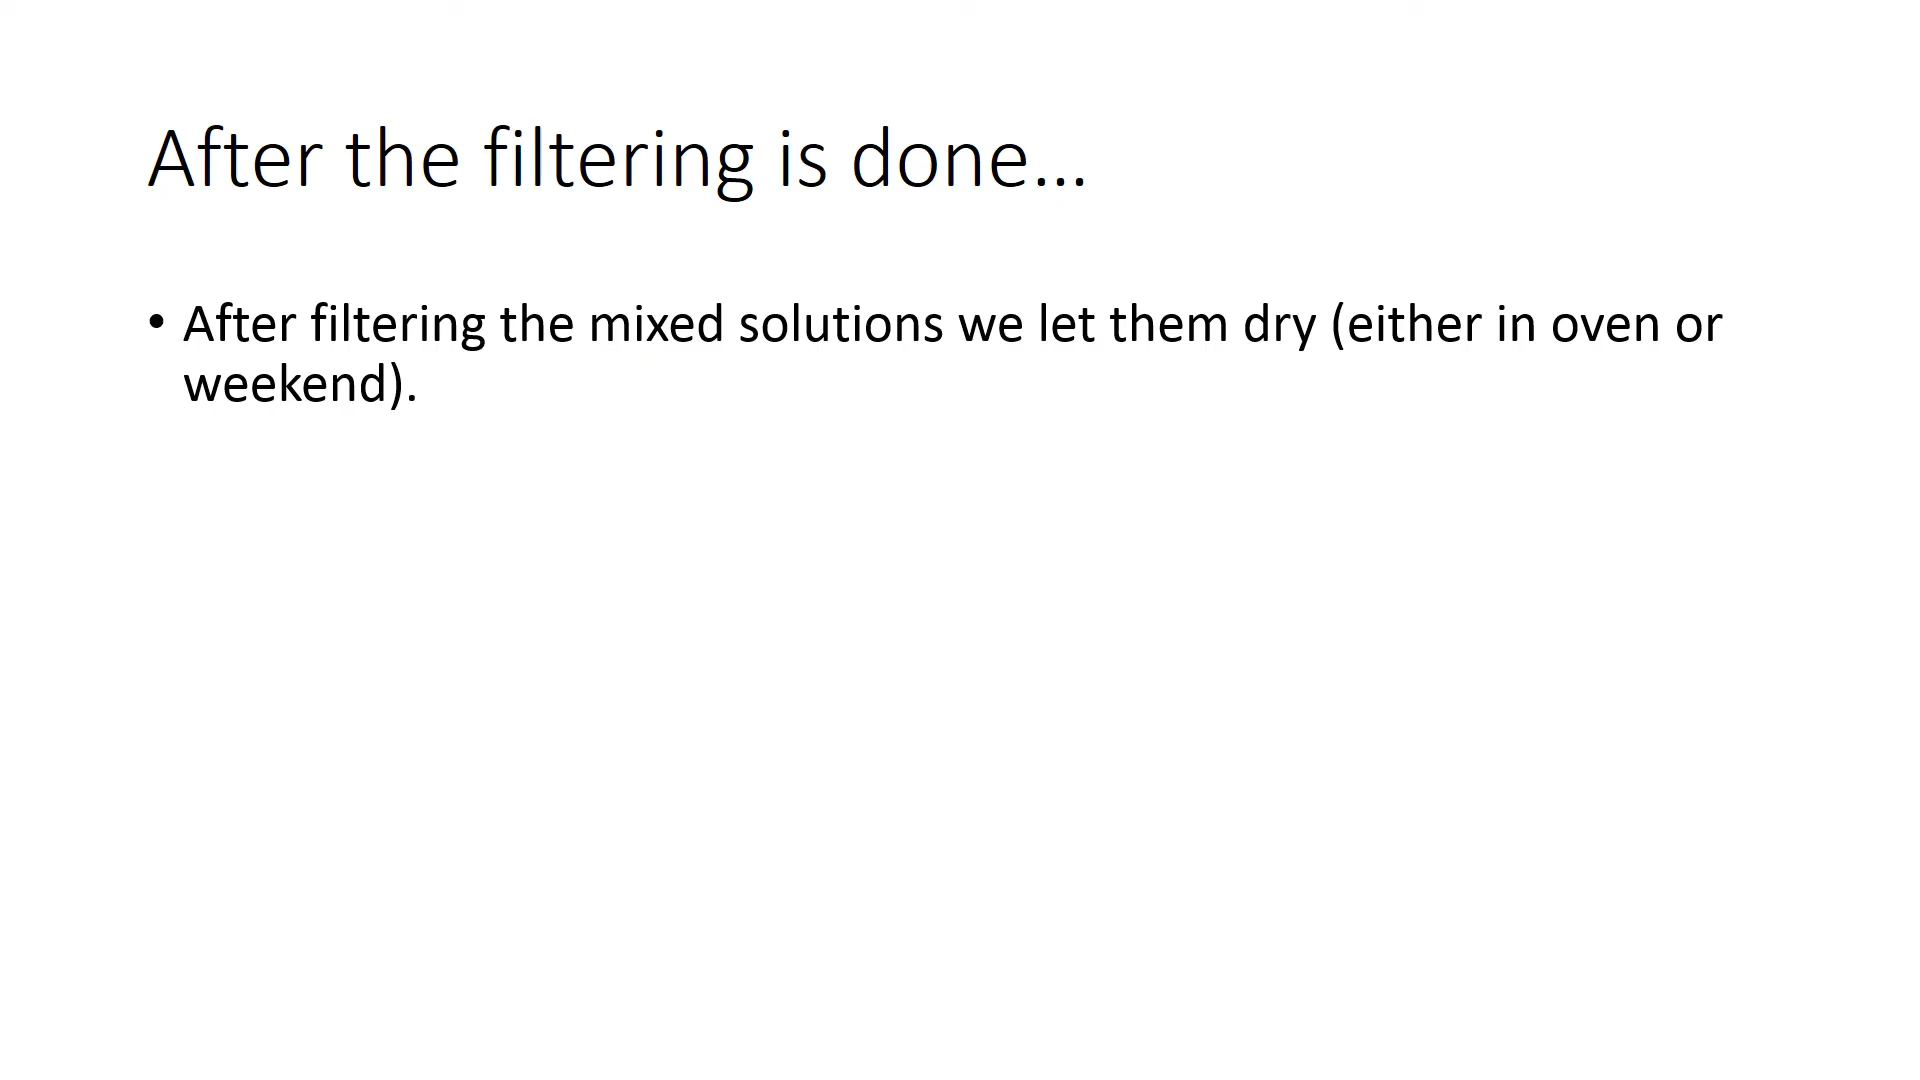 After the filtering is done…
• After filtering the mixed solutions we let them dry (either in oven or
weekend).